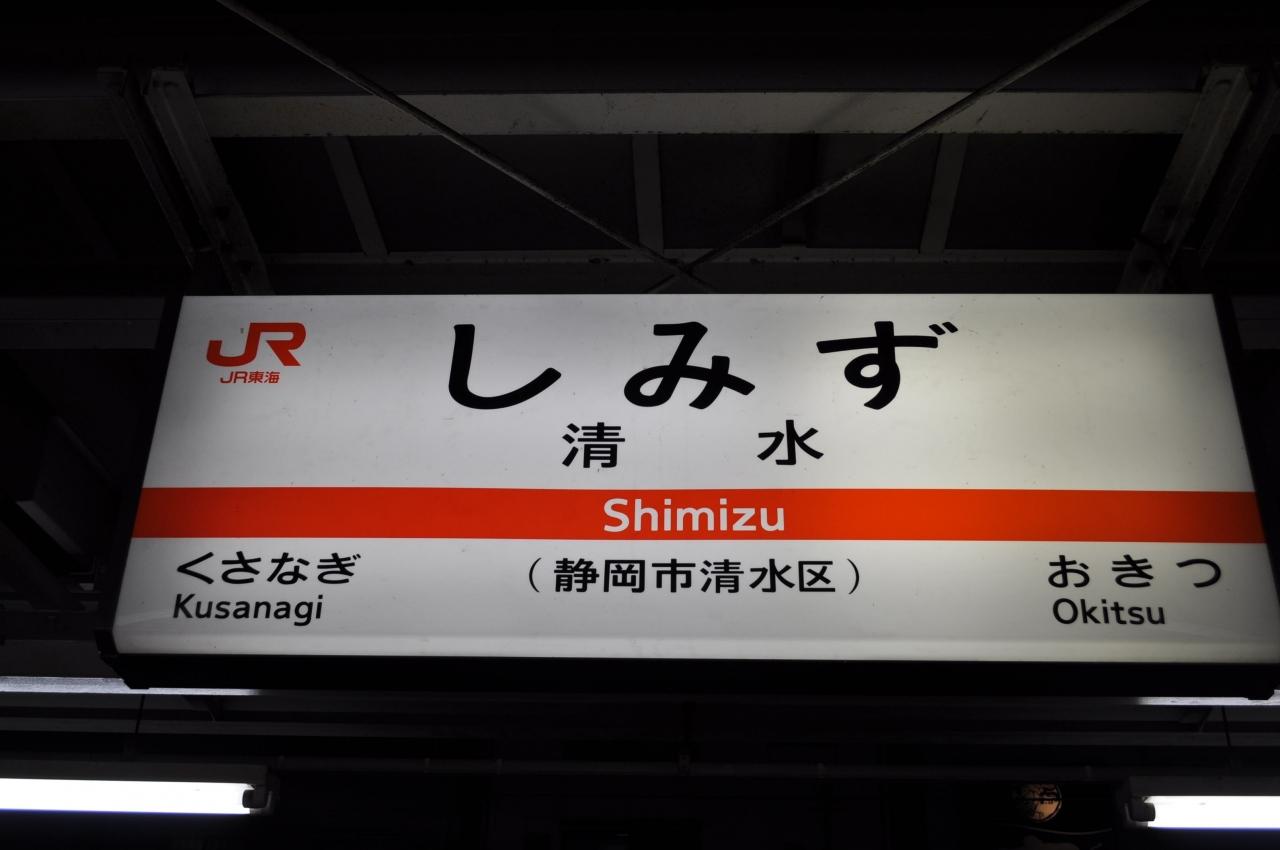 JR
JR東海
しみず
清水
Shimizu
くさなぎ
Kusanagi
（静岡市清水区）
おきつ
Okitsu